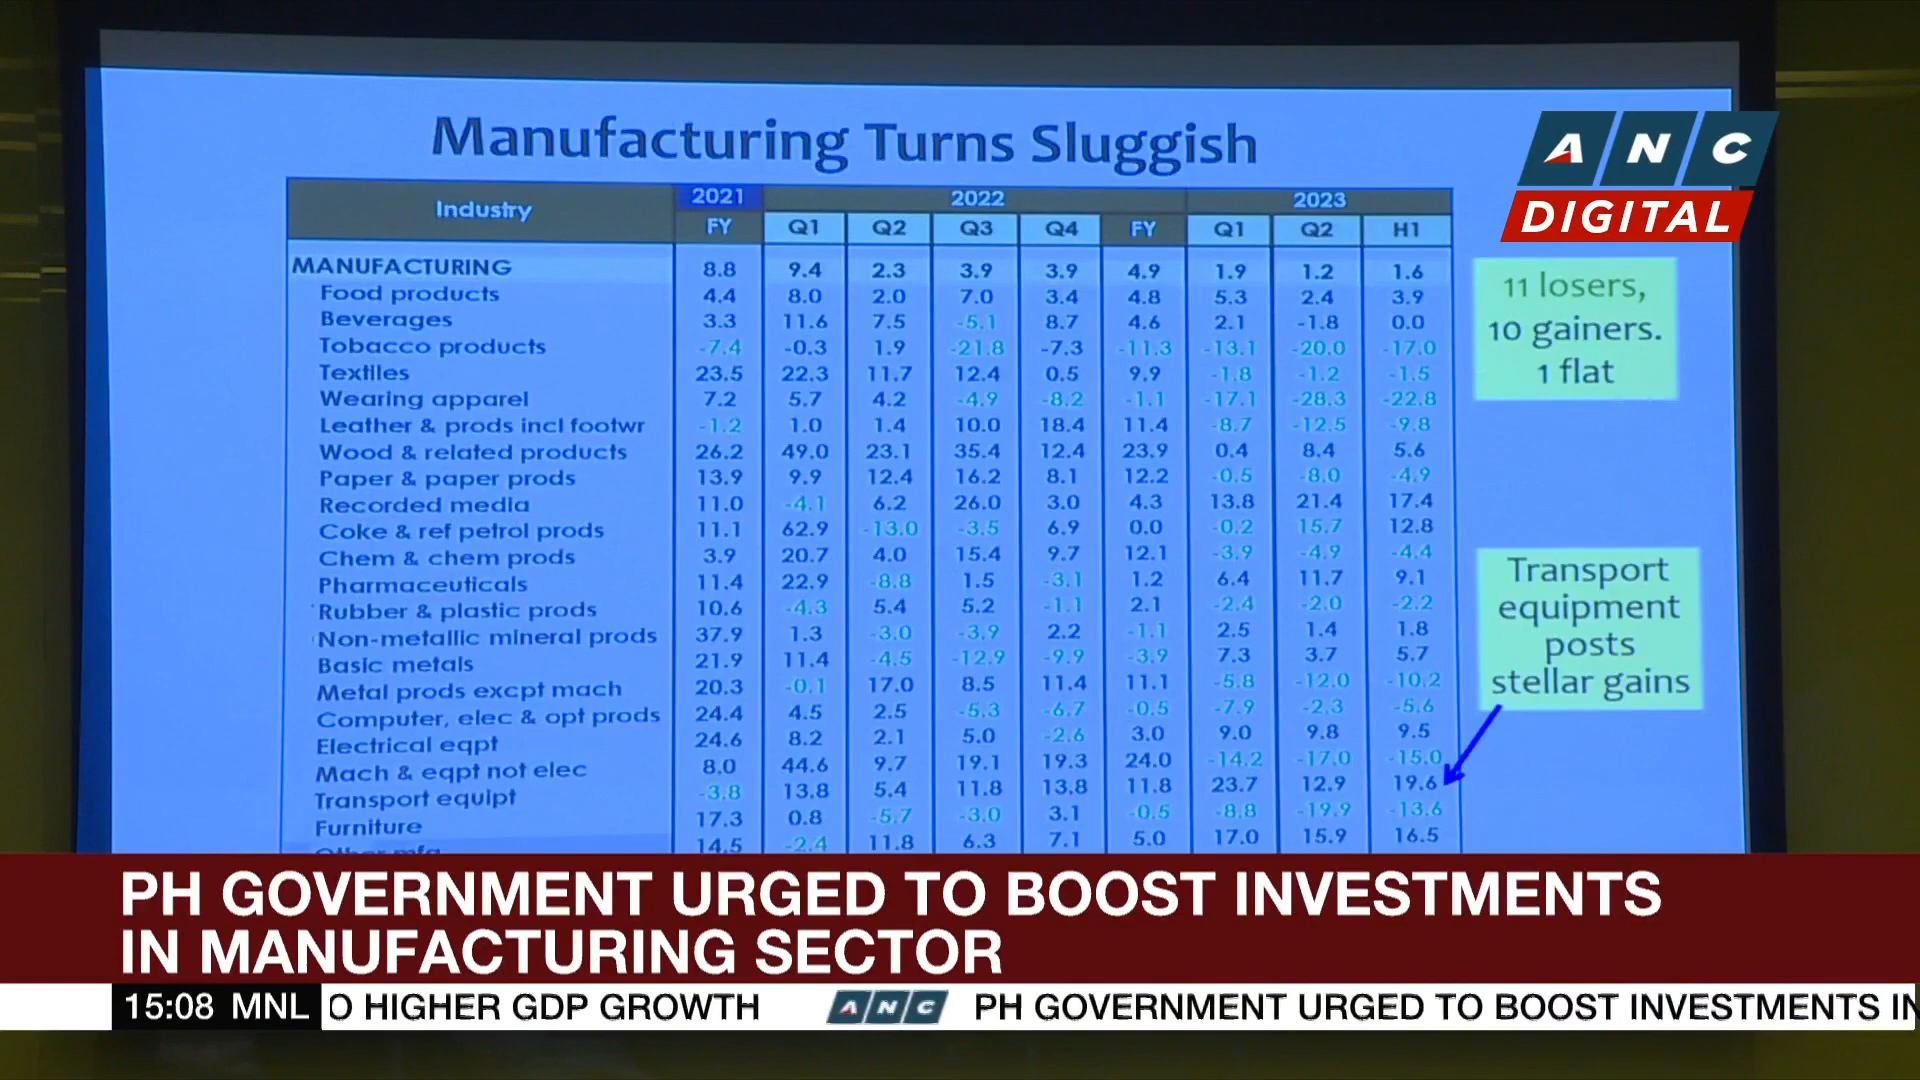 Manufacturing Turns Sluggish
ANC
DIGITAL
Industry 2021 2022 2023
FY Q1 Q2 Q3 Q4 FY Q1 Q2 H1
MANUFACTURING 8.8 9.4 2.3 3.9 3.9 4.9 1.9 1.2 1.6
Food products 4.4 8.0 2.0 7.0 3.4 4.8 5.3 2.4 3.9
Beverages 3.3 11.6 7.5 -5.1 8.7 4.6 2.1 -1.8 0.0
Tobacco products -7.4 -0.3 1.9 -21.8 -7.3 -11.3 -13.1 -20.0 -17.0
Textiles 23.5 22.3 11.7 12.4 0.5 9.9 -1.8 -1.2 -1.5
Wearing apparel 7.2 5.7 4.2 -4.9 -8.2 -1.1 -17.1 -28.3 -22.8
Leather & prods incl footwr -1.2 1.0 1.4 10.0 18.4 11.4 -8.7 -12.5 -9.8
Wood & related products 26.2 49.0 23.1 35.4 12.4 23.9 0.4 8.4 5.6
Paper & paper prods 13.9 9.9 12.4 16.2 8.1 12.2 -0.5 -8.0 -4.9
Recorded media 11.0 -4.1 6.2 26.0 3.0 4.3 13.8 21.4 17.4
Coke & ref petrol prods 11.1 62.9 -13.0 -3.5 6.9 0.0 -0.2 15.7 12.8
Chem & chem prods 3.9 20.7 4.0 15.4 9.7 12.1 -3.9 -4.9 -4.4
Pharmaceuticals 11.4 22.9 -8.8 1.5 -3.1 1.2 6.4 11.7 9.1
Rubber & plastic prods 10.6 -4.3 5.4 5.2 -1.1 2.1 -2.4 -2.0 -2.2
Non-metallic mineral prods 37.9 1.3 -3.0 -3.9 2.2 -1.1 2.5 1.4 1.8
Basic metals 21.9 11.4 -4.5 -12.9 -9.9 -3.9 7.3 3.7 5.7
Metal prods excpt mach 20.3 -0.1 17.0 8.5 11.4 11.1 -5.8 -12.0 -10.2
Computer, elec & opt prods 24.4 4.5 2.5 -5.3 -6.7 -0.5 -7.9 -2.3 -5.6
Electrical eqpt 24.6 8.2 2.1 5.0 -2.6 3.0 9.0 9.8 9.5
Mach & eqpt not elec 8.0 44.6 9.7 19.1 19.3 24.0 -14.2 -17.0 -15.0
Transport equipt -3.8 13.8 5.4 11.8 13.8 11.8 23.7 12.9 19.6
Furniture 17.3 0.8 -5.7 -3.0 3.1 -0.5 -8.8 -19.9 -13.6
Other mfg 14.5 -2.4 11.8 6.3 7.1 5.0 17.0 15.9 16.5
11 losers,
10 gainers.
1 flat
Transport
equipment
posts
stellar gains
PH GOVERNMENT URGED TO BOOST INVESTMENTS
IN MANUFACTURING SECTOR
15:08 MNL O HIGHER GDP GROWTH ANC PH GOVERNMENT URGED TO BOOST INVESTMENTS IN